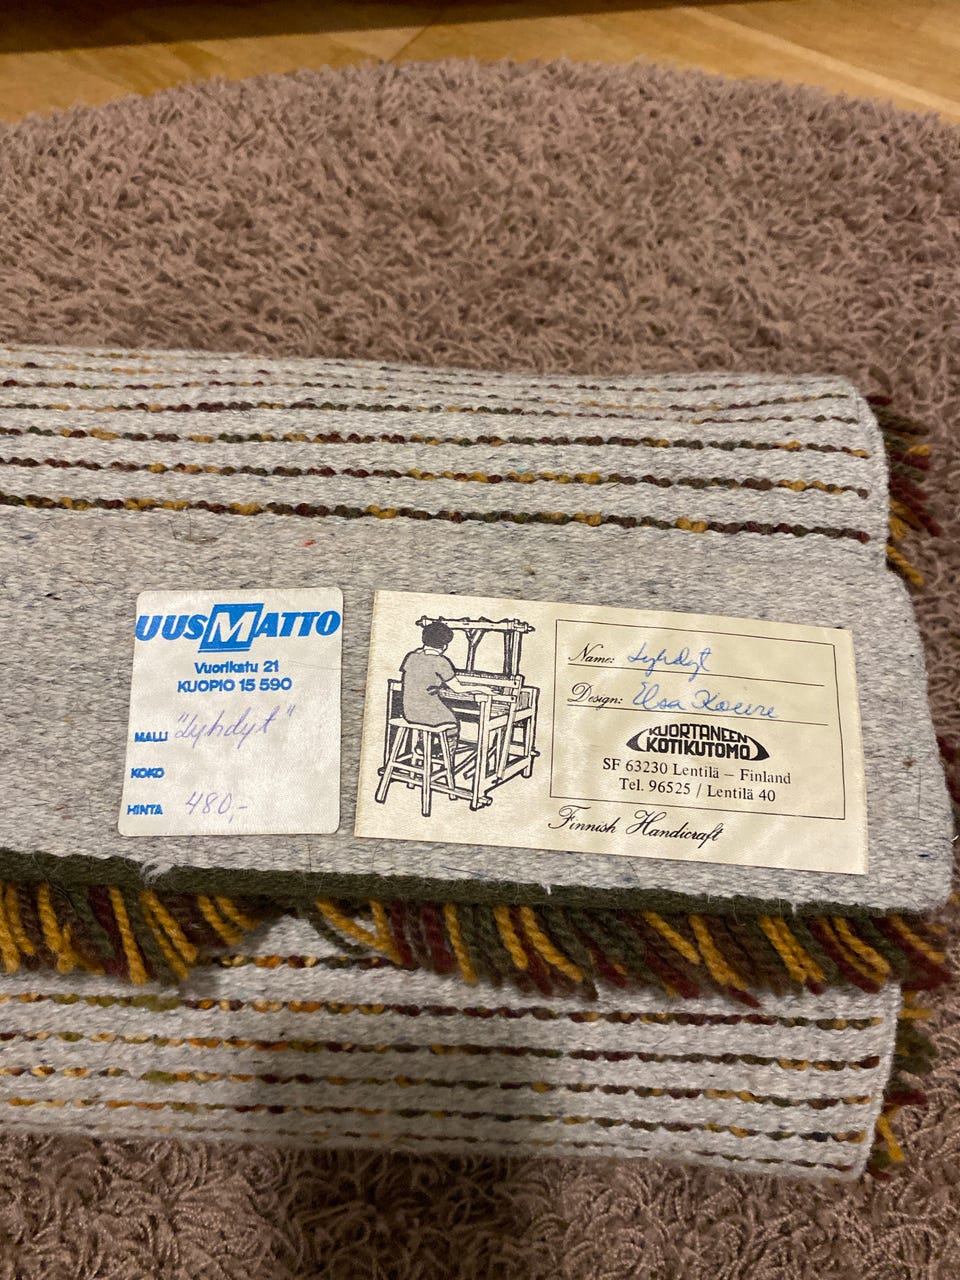 UUSMATTO
Vuorikatu 21
KUOPIO 15 590
MALLI "Lyhdyt"
KOKO
HINTA 480,-
Name: Lyhdyt
Design: Elsa
KUORTANEEN
KOTIKUTOMO
SF 63230 Lentilä – Finland
Tel. 96525 / Lentilä 40
Finnish Handicraft